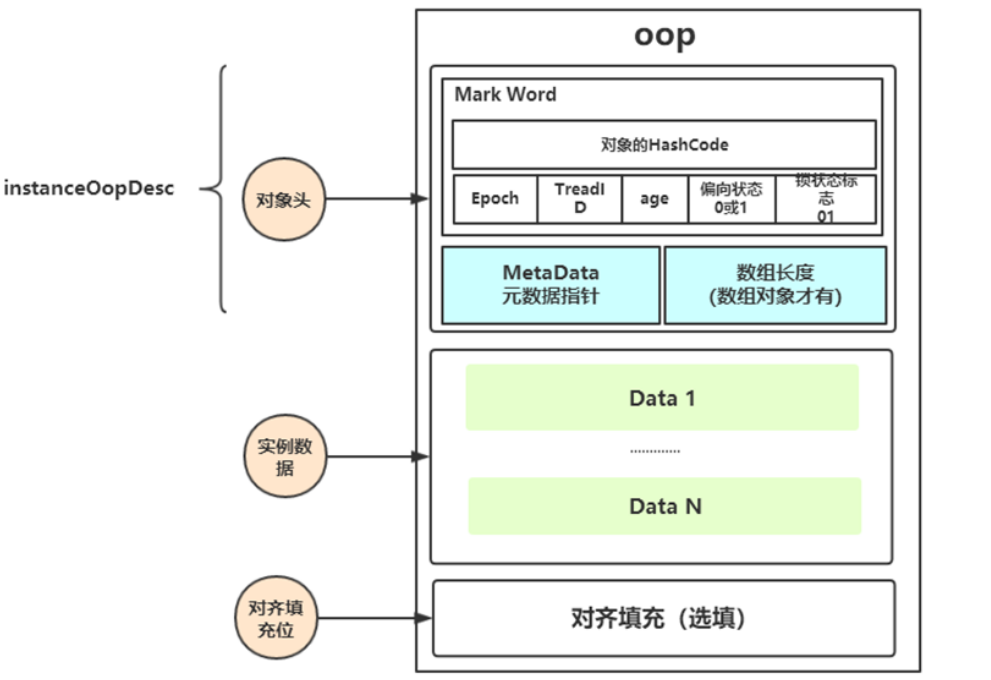 oop
instanceOopDesc
对象头
Mark Word
对象的HashCode
Epoch
TreadI
D
age
偏向状态
0或1
锁状态标
志
01
MetaData
元数据指针
数组长度
(数组对象才有)
实例数
据
Data 1
.............
Data N
对齐填
充位
对齐填充（选填）